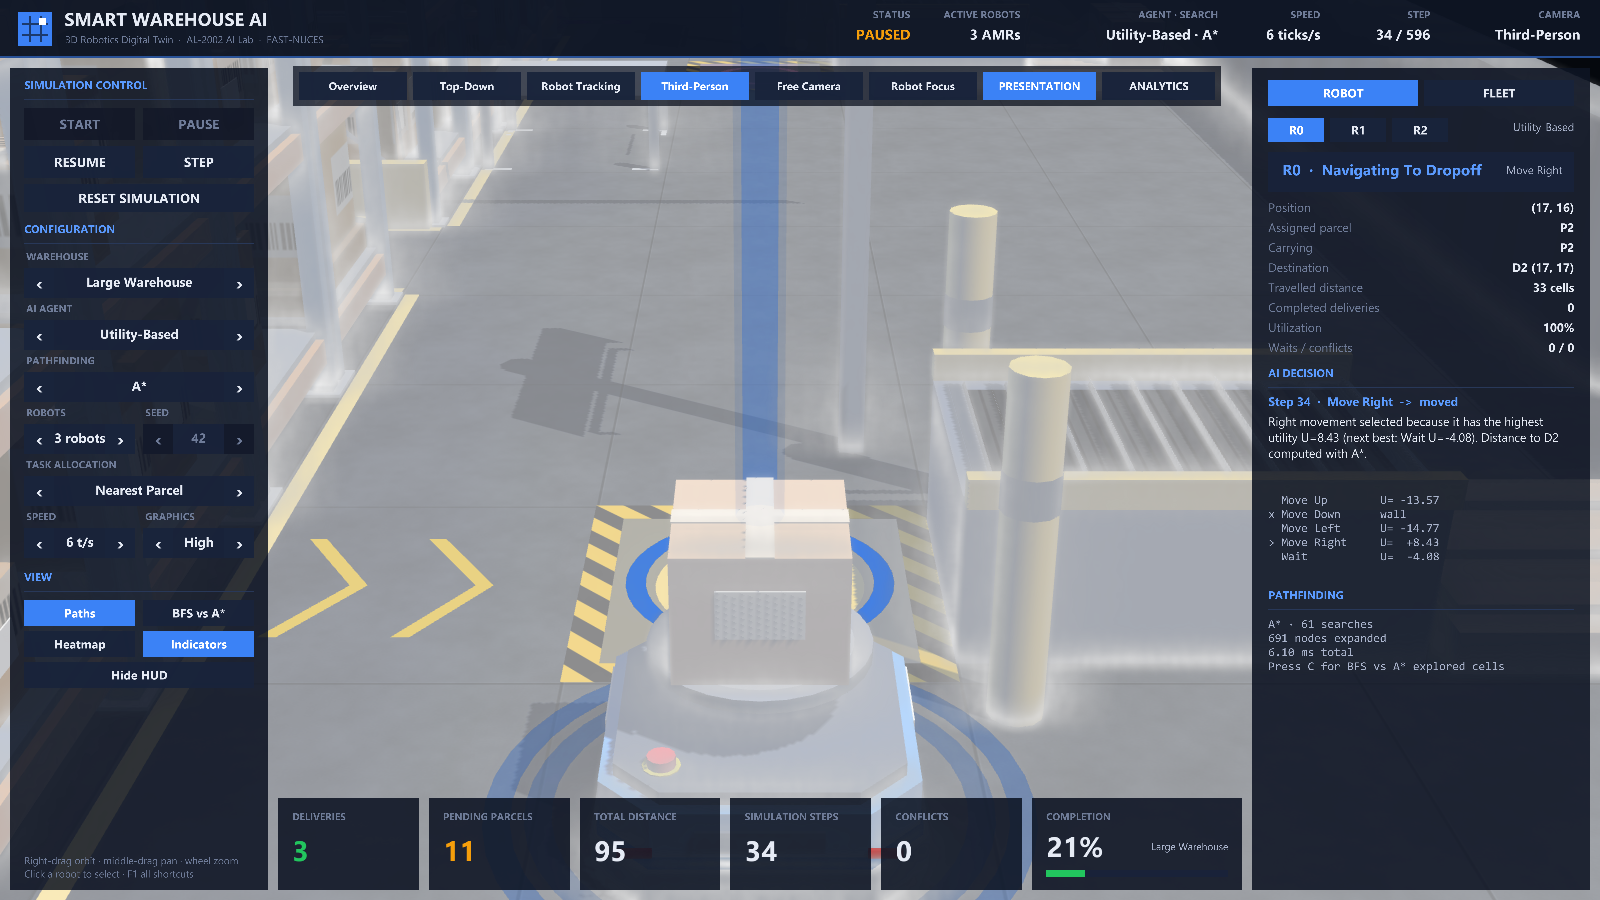 SMART WAREHOUSE AI
3D Robotics Digital Twin · AL-2002 AI Lab · FAST-NUCES
STATUS
PAUSED
ACTIVE ROBOTS
3 AMRs
AGENT · SEARCH
Utility-Based · A*
SPEED
6 ticks/s
STEP
34 / 596
CAMERA
Third-Person
SIMULATION CONTROL
START PAUSE
RESUME STEP
RESET SIMULATION
CONFIGURATION
WAREHOUSE
‹ Large Warehouse ›
AI AGENT
‹ Utility-Based ›
PATHFINDING
‹ A* ›
ROBOTS SEED
‹ 3 robots › ‹ 42 ›
TASK ALLOCATION
‹ Nearest Parcel ›
SPEED GRAPHICS
‹ 6 t/s › ‹ High ›
VIEW
Paths BFS vs A*
Heatmap Indicators
Hide HUD
Right-drag orbit · middle-drag pan · wheel zoom
Click a robot to select · F1 all shortcuts
Overview Top-Down Robot Tracking Third-Person Free Camera Robot Focus PRESENTATION ANALYTICS
DELIVERIES
3
PENDING PARCELS
11
TOTAL DISTANCE
95
SIMULATION STEPS
34
CONFLICTS
0
COMPLETION
21% Large Warehouse
ROBOT FLEET
R0 R1 R2 Utility-Based
R0 · Navigating To Dropoff Move Right
Position (17, 16)
Assigned parcel P2
Carrying P2
Destination D2 (17, 17)
Travelled distance 33 cells
Completed deliveries 0
Utilization 100%
Waits / conflicts 0 / 0
AI DECISION
Step 34 · Move Right -> moved
Right movement selected because it has the highest
utility U=8.43 (next best: Wait U=-4.08). Distance to D2
computed with A*.
Move Up U= -13.57
x Move Down wall
Move Left U= -14.77
> Move Right U= +8.43
Wait U= -4.08
PATHFINDING
A* · 61 searches
691 nodes expanded
6.10 ms total
Press C for BFS vs A* explored cells